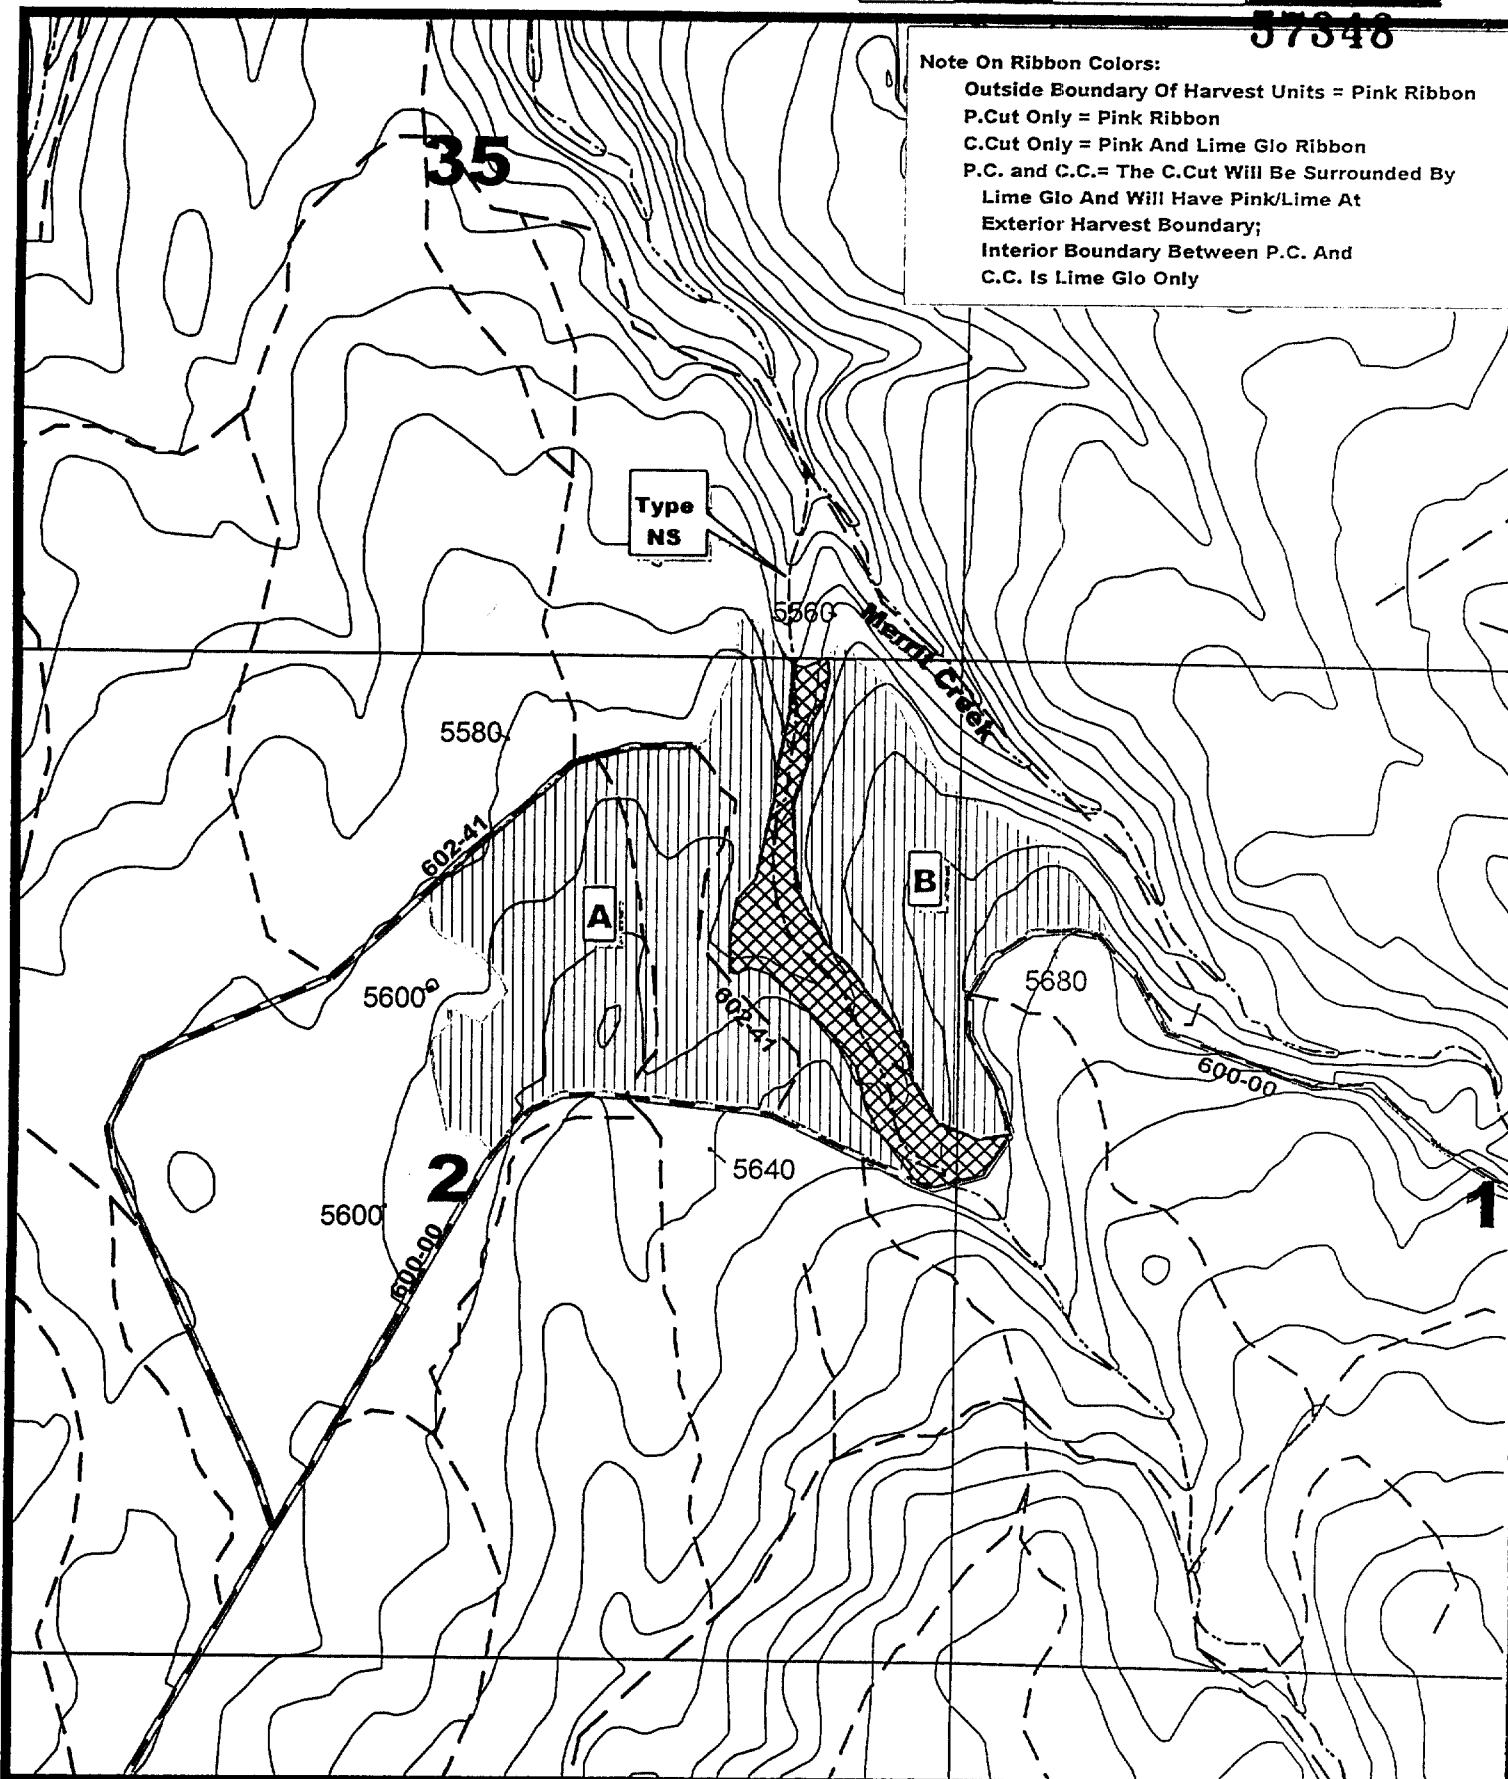 57348
Note On Ribbon Colors:
Outside Boundary Of Harvest Units = Pink Ribbon
P.Cut Only = Pink Ribbon
C.Cut Only = Pink And Lime Glo Ribbon
P.C. and C.C.= The C.Cut Will Be Surrounded By
Lime Glo And Will Have Pink/Lime At
Exterior Harvest Boundary;
Interior Boundary Between P.C. And
C.C. Is Lime Glo Only
35
Type
NS
5560
Merrit Creek
5580
602-41
B
A
5600
5680
602-41
600-00
5640
2
1
5600
600-00